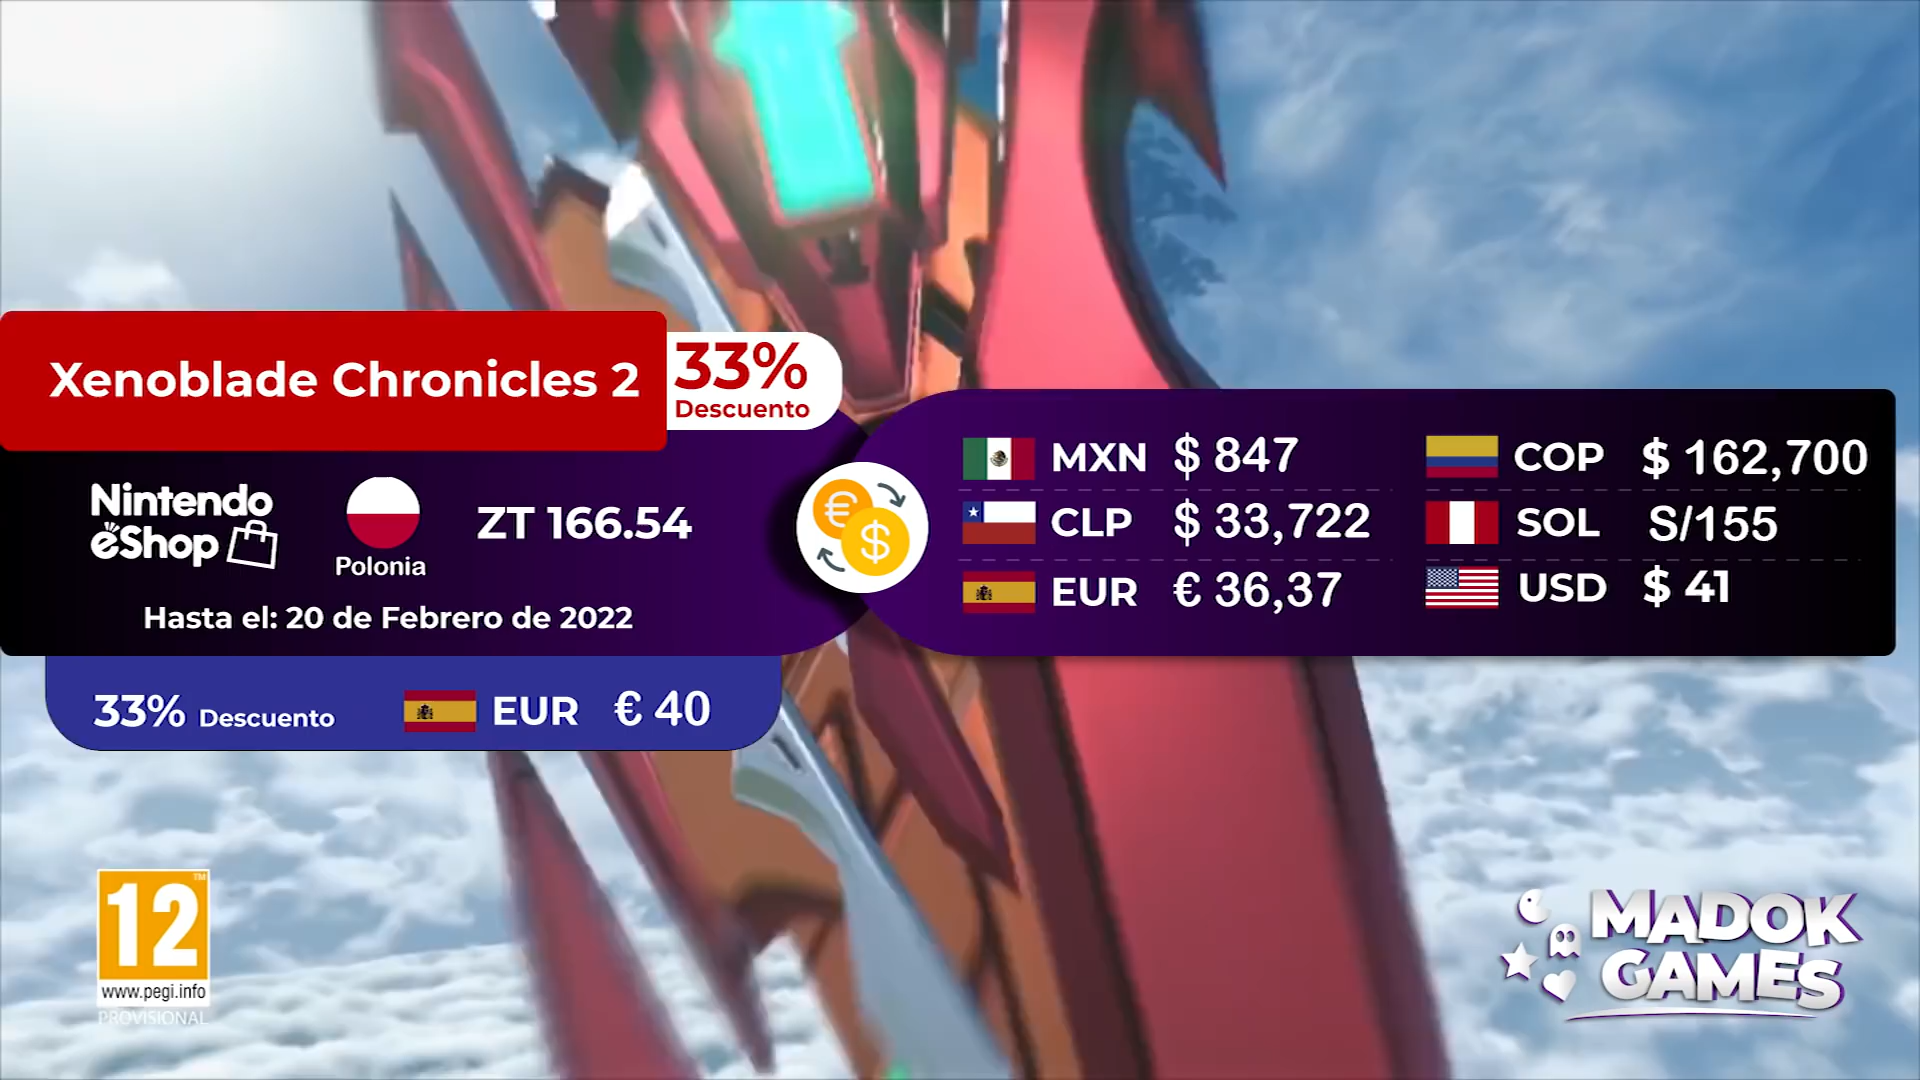 Xenoblade Chronicles 2
33%
Descuento
Nintendo
eShop
Polonia
ZT 166.54
Hasta el: 20 de Febrero de 2022
33% Descuento EUR € 40
€
$
MXN $ 847
COP $ 162,700
CLP $ 33,722
SOL S/155
EUR € 36,37
USD $ 41
12
TM
www.pegi.info
PROVISIONAL
MADOK
GAMES